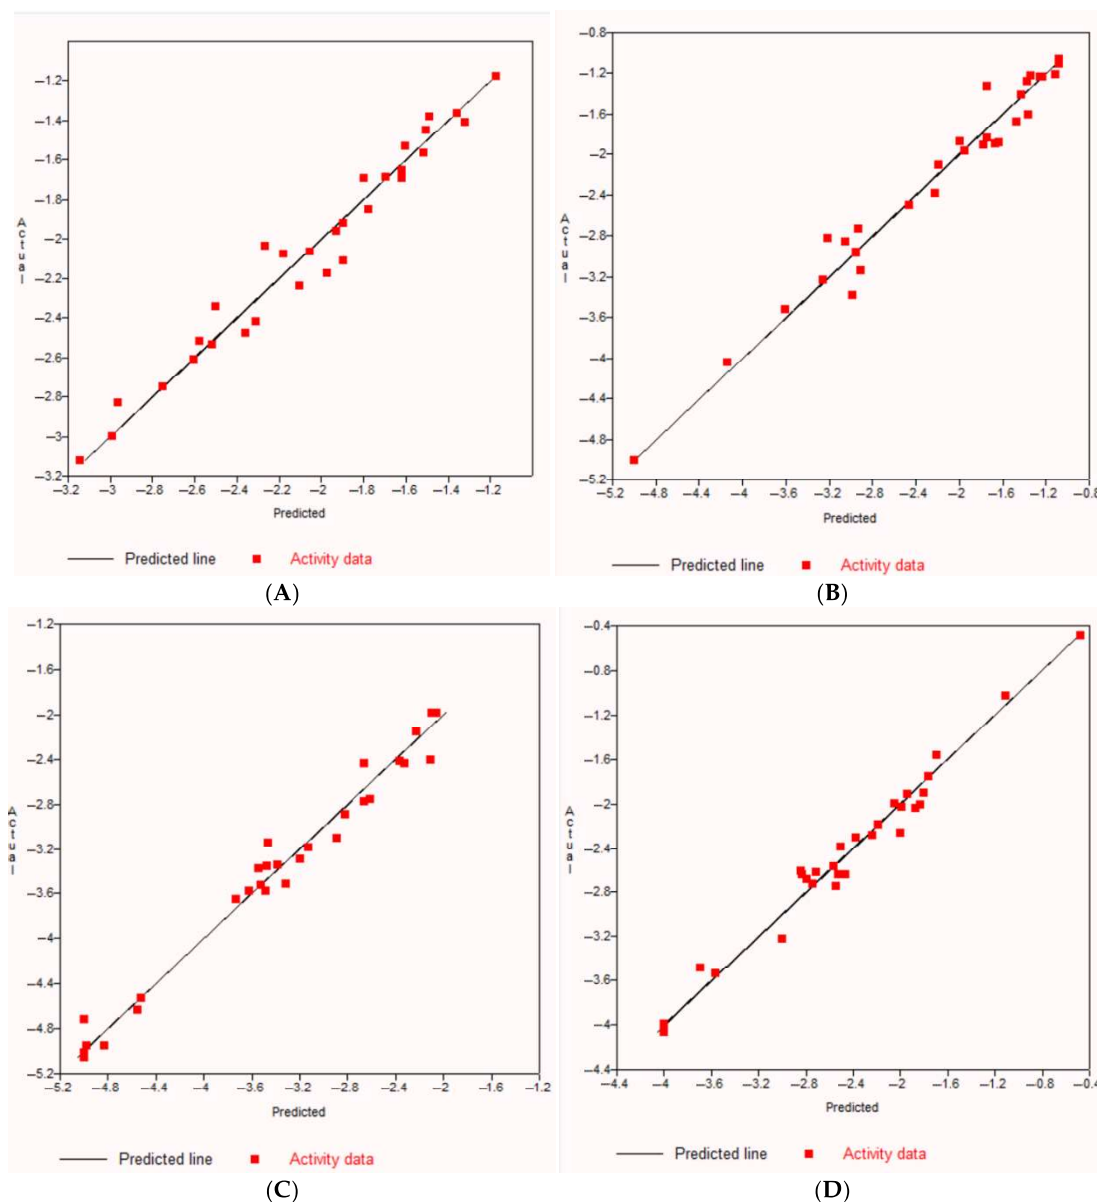 −1.2
−1.4
−1.6
−1.8
−2
−2.2
−2.4
−2.6
−2.8
−3
−3.2
Actual
−3.2 −3 −2.8 −2.6 −2.4 −2.2 −2 −1.8 −1.6 −1.4 −1.2
Predicted
Predicted line Activity data
(A)
−0.8
−1.2
−1.6
−2
−2.4
−2.8
−3.2
−3.6
−4
−4.4
−4.8
−5.2
Actual
−5.2 −4.8 −4.4 −4 −3.6 −3.2 −2.8 −2.4 −2 −1.6 −1.2 −0.8
Predicted
Predicted line Activity data
(B)
−1.2
−1.6
−2
−2.4
−2.8
−3.2
−3.6
−4
−4.4
−4.8
−5.2
Actual
−5.2 −4.8 −4.4 −4 −3.6 −3.2 −2.8 −2.4 −2 −1.6 −1.2
Predicted
Predicted line Activity data
(C)
−0.4
−0.8
−1.2
−1.6
−2
−2.4
−2.8
−3.2
−3.6
−4
−4.4
Actual
−4.4 −4 −3.6 −3.2 −2.8 −2.4 −2 −1.6 −1.2 −0.8 −0.4
Predicted
Predicted line Activity data
(D)